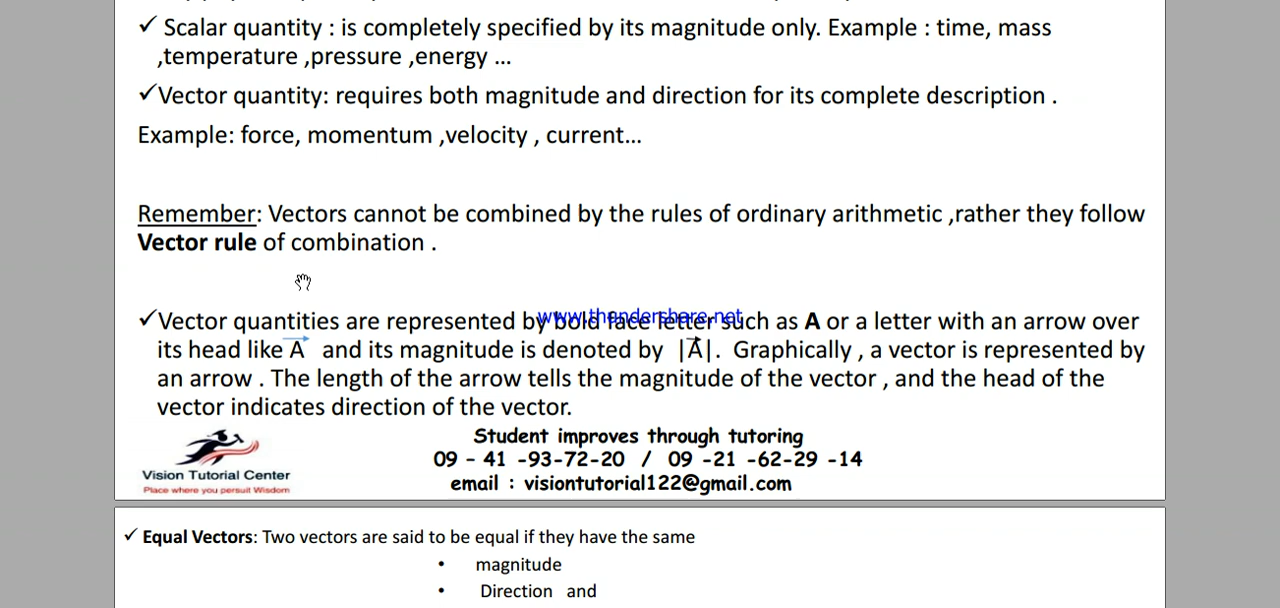 ✓ Scalar quantity : is completely specified by its magnitude only. Example : time, mass
,temperature ,pressure ,energy ...
✓Vector quantity: requires both magnitude and direction for its complete description .
Example: force, momentum ,velocity , current...
Remember: Vectors cannot be combined by the rules of ordinary arithmetic ,rather they follow
Vector rule of combination .
✓Vector quantities are represented by bold face letter such as A or a letter with an arrow over
www.thundershare.net
its head like A⃗ and its magnitude is denoted by |A⃗|. Graphically , a vector is represented by
an arrow . The length of the arrow tells the magnitude of the vector , and the head of the
vector indicates direction of the vector.
Student improves through tutoring
09 - 41 -93-72-20 / 09 -21 -62-29 -14
email : visiontutorial122@gmail.com
Vision Tutorial Center
Place where you persuit Wisdom
✓ Equal Vectors: Two vectors are said to be equal if they have the same
• magnitude
• Direction and